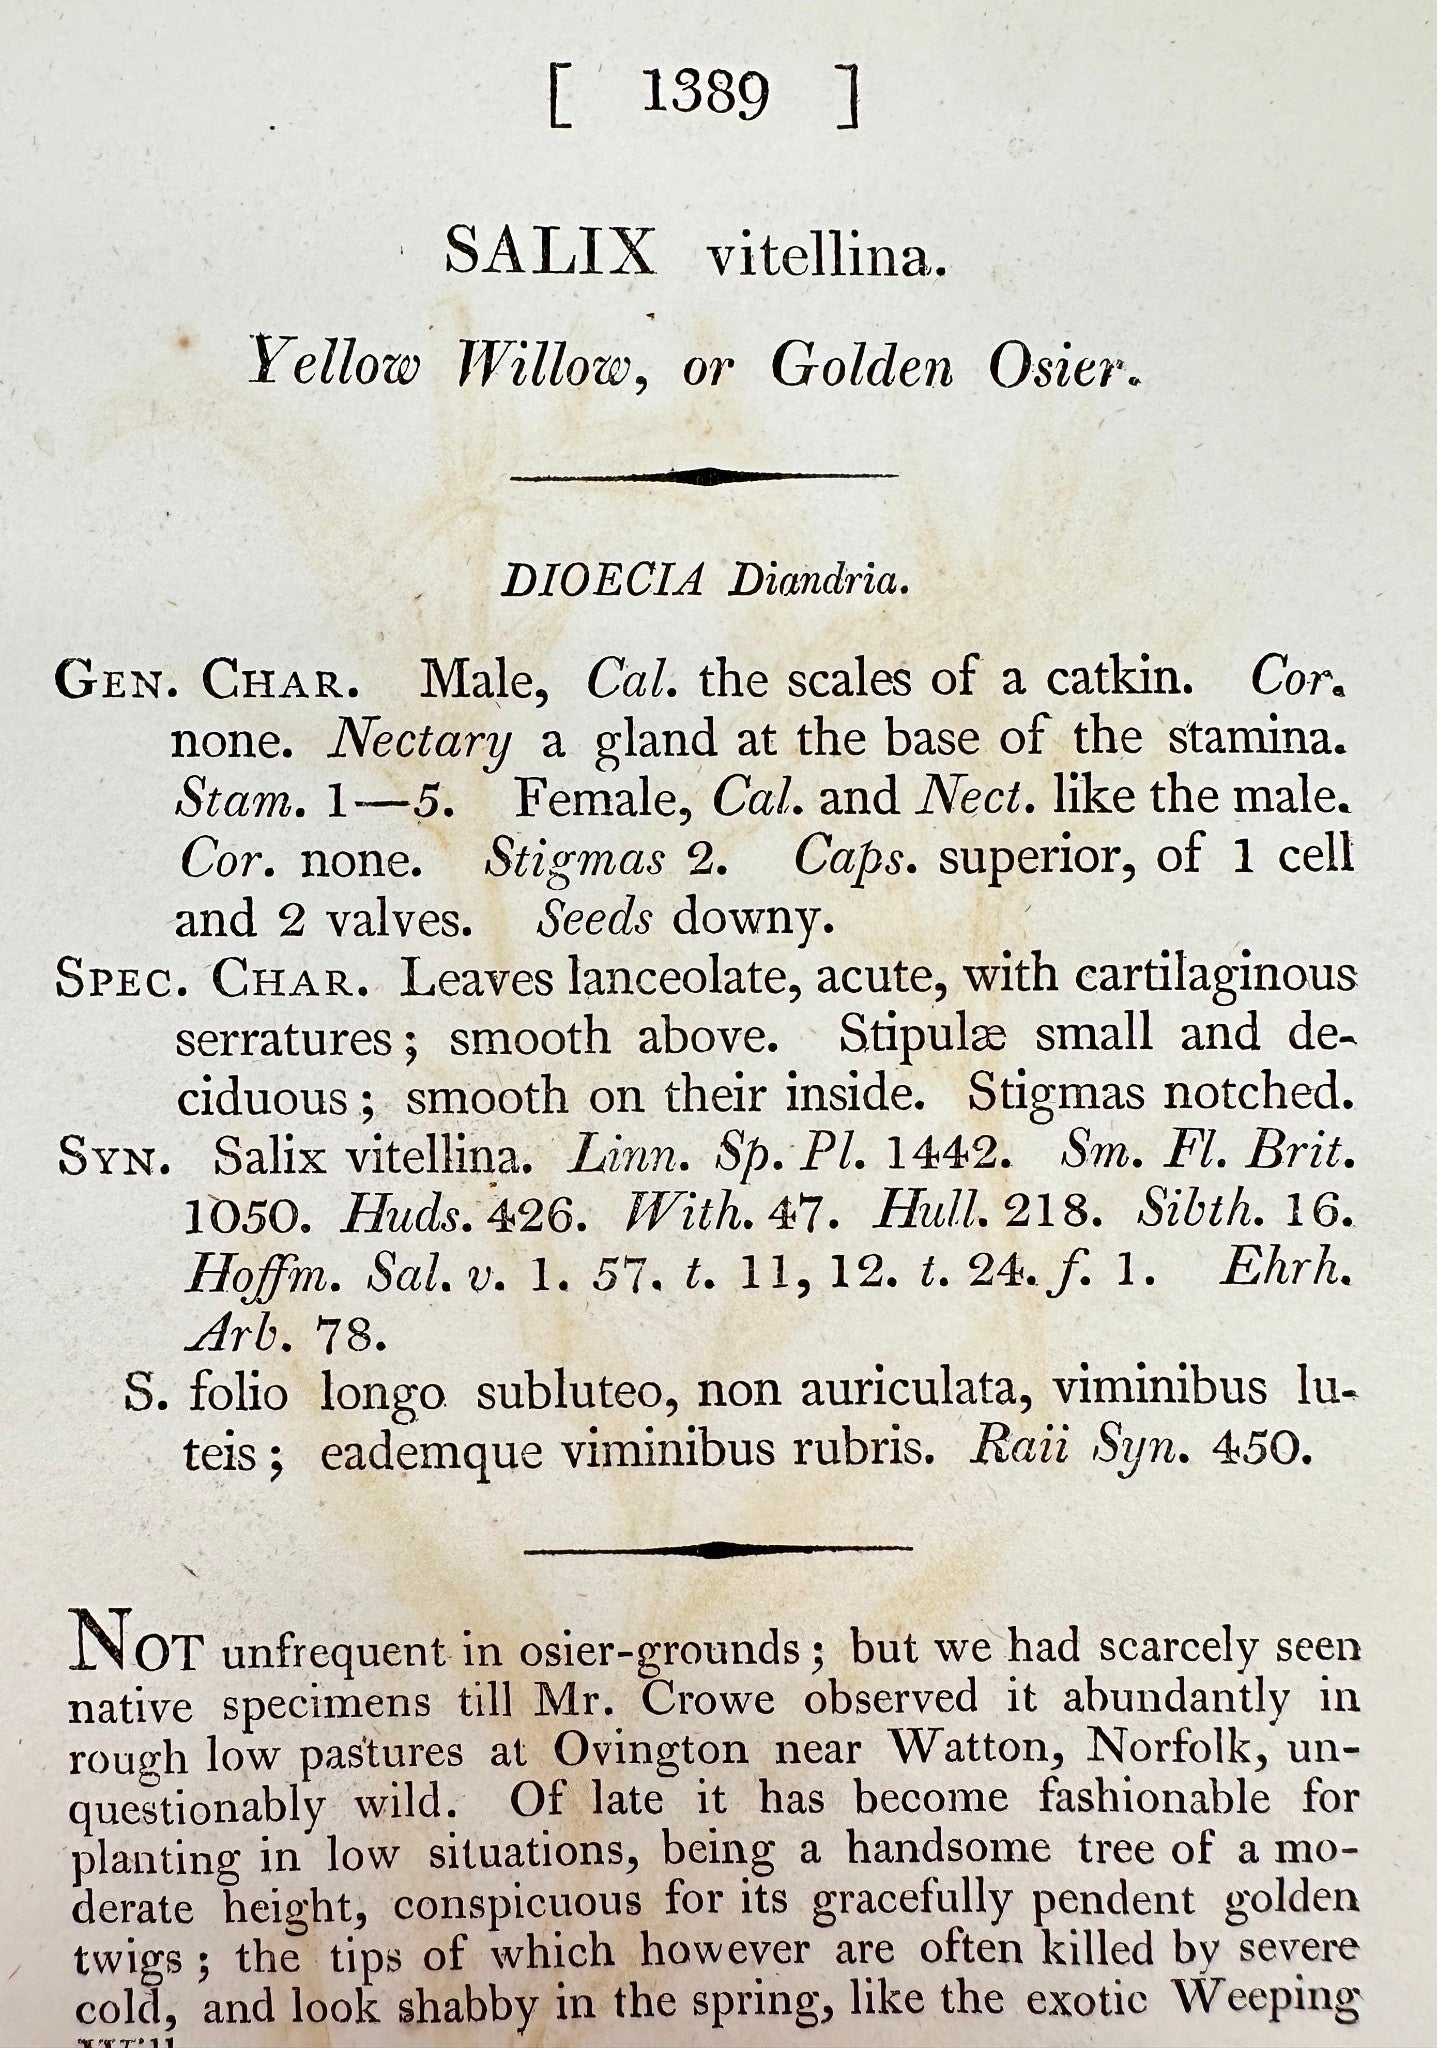 [ 1389 ]
SALIX vitellina.
Yellow Willow, or Golden Osier.
DIOECIA Diandria.
GEN. CHAR. Male, Cal. the scales of a catkin. Cor.
none. Nectary a gland at the base of the stamina.
Stam. 1—5. Female, Cal. and Nect. like the male.
Cor. none. Stigmas 2. Caps. superior, of 1 cell
and 2 valves. Seeds downy.
SPEC. CHAR. Leaves lanceolate, acute, with cartilaginous
serratures; smooth above. Stipulæ small and de-
ciduous; smooth on their inside. Stigmas notched.
SYN. Salix vitellina. Linn. Sp. Pl. 1442. Sm. Fl. Brit.
1050. Huds. 426. With. 47. Hull. 218. Sibth. 16.
Hoffm. Sal. v. 1. 57. t. 11, 12. t. 24. f. 1. Ehrh.
Arb. 78.
S. folio longo subluteo, non auriculata, viminibus lu-
teis; eademque viminibus rubris. Raii Syn. 450.
NOT unfrequent in osier-grounds; but we had scarcely seen
native specimens till Mr. Crowe observed it abundantly in
rough low pastures at Ovington near Watton, Norfolk, un-
questionably wild. Of late it has become fashionable for
planting in low situations, being a handsome tree of a mo-
derate height, conspicuous for its gracefully pendent golden
twigs; the tips of which however are often killed by severe
cold, and look shabby in the spring, like the exotic Weeping